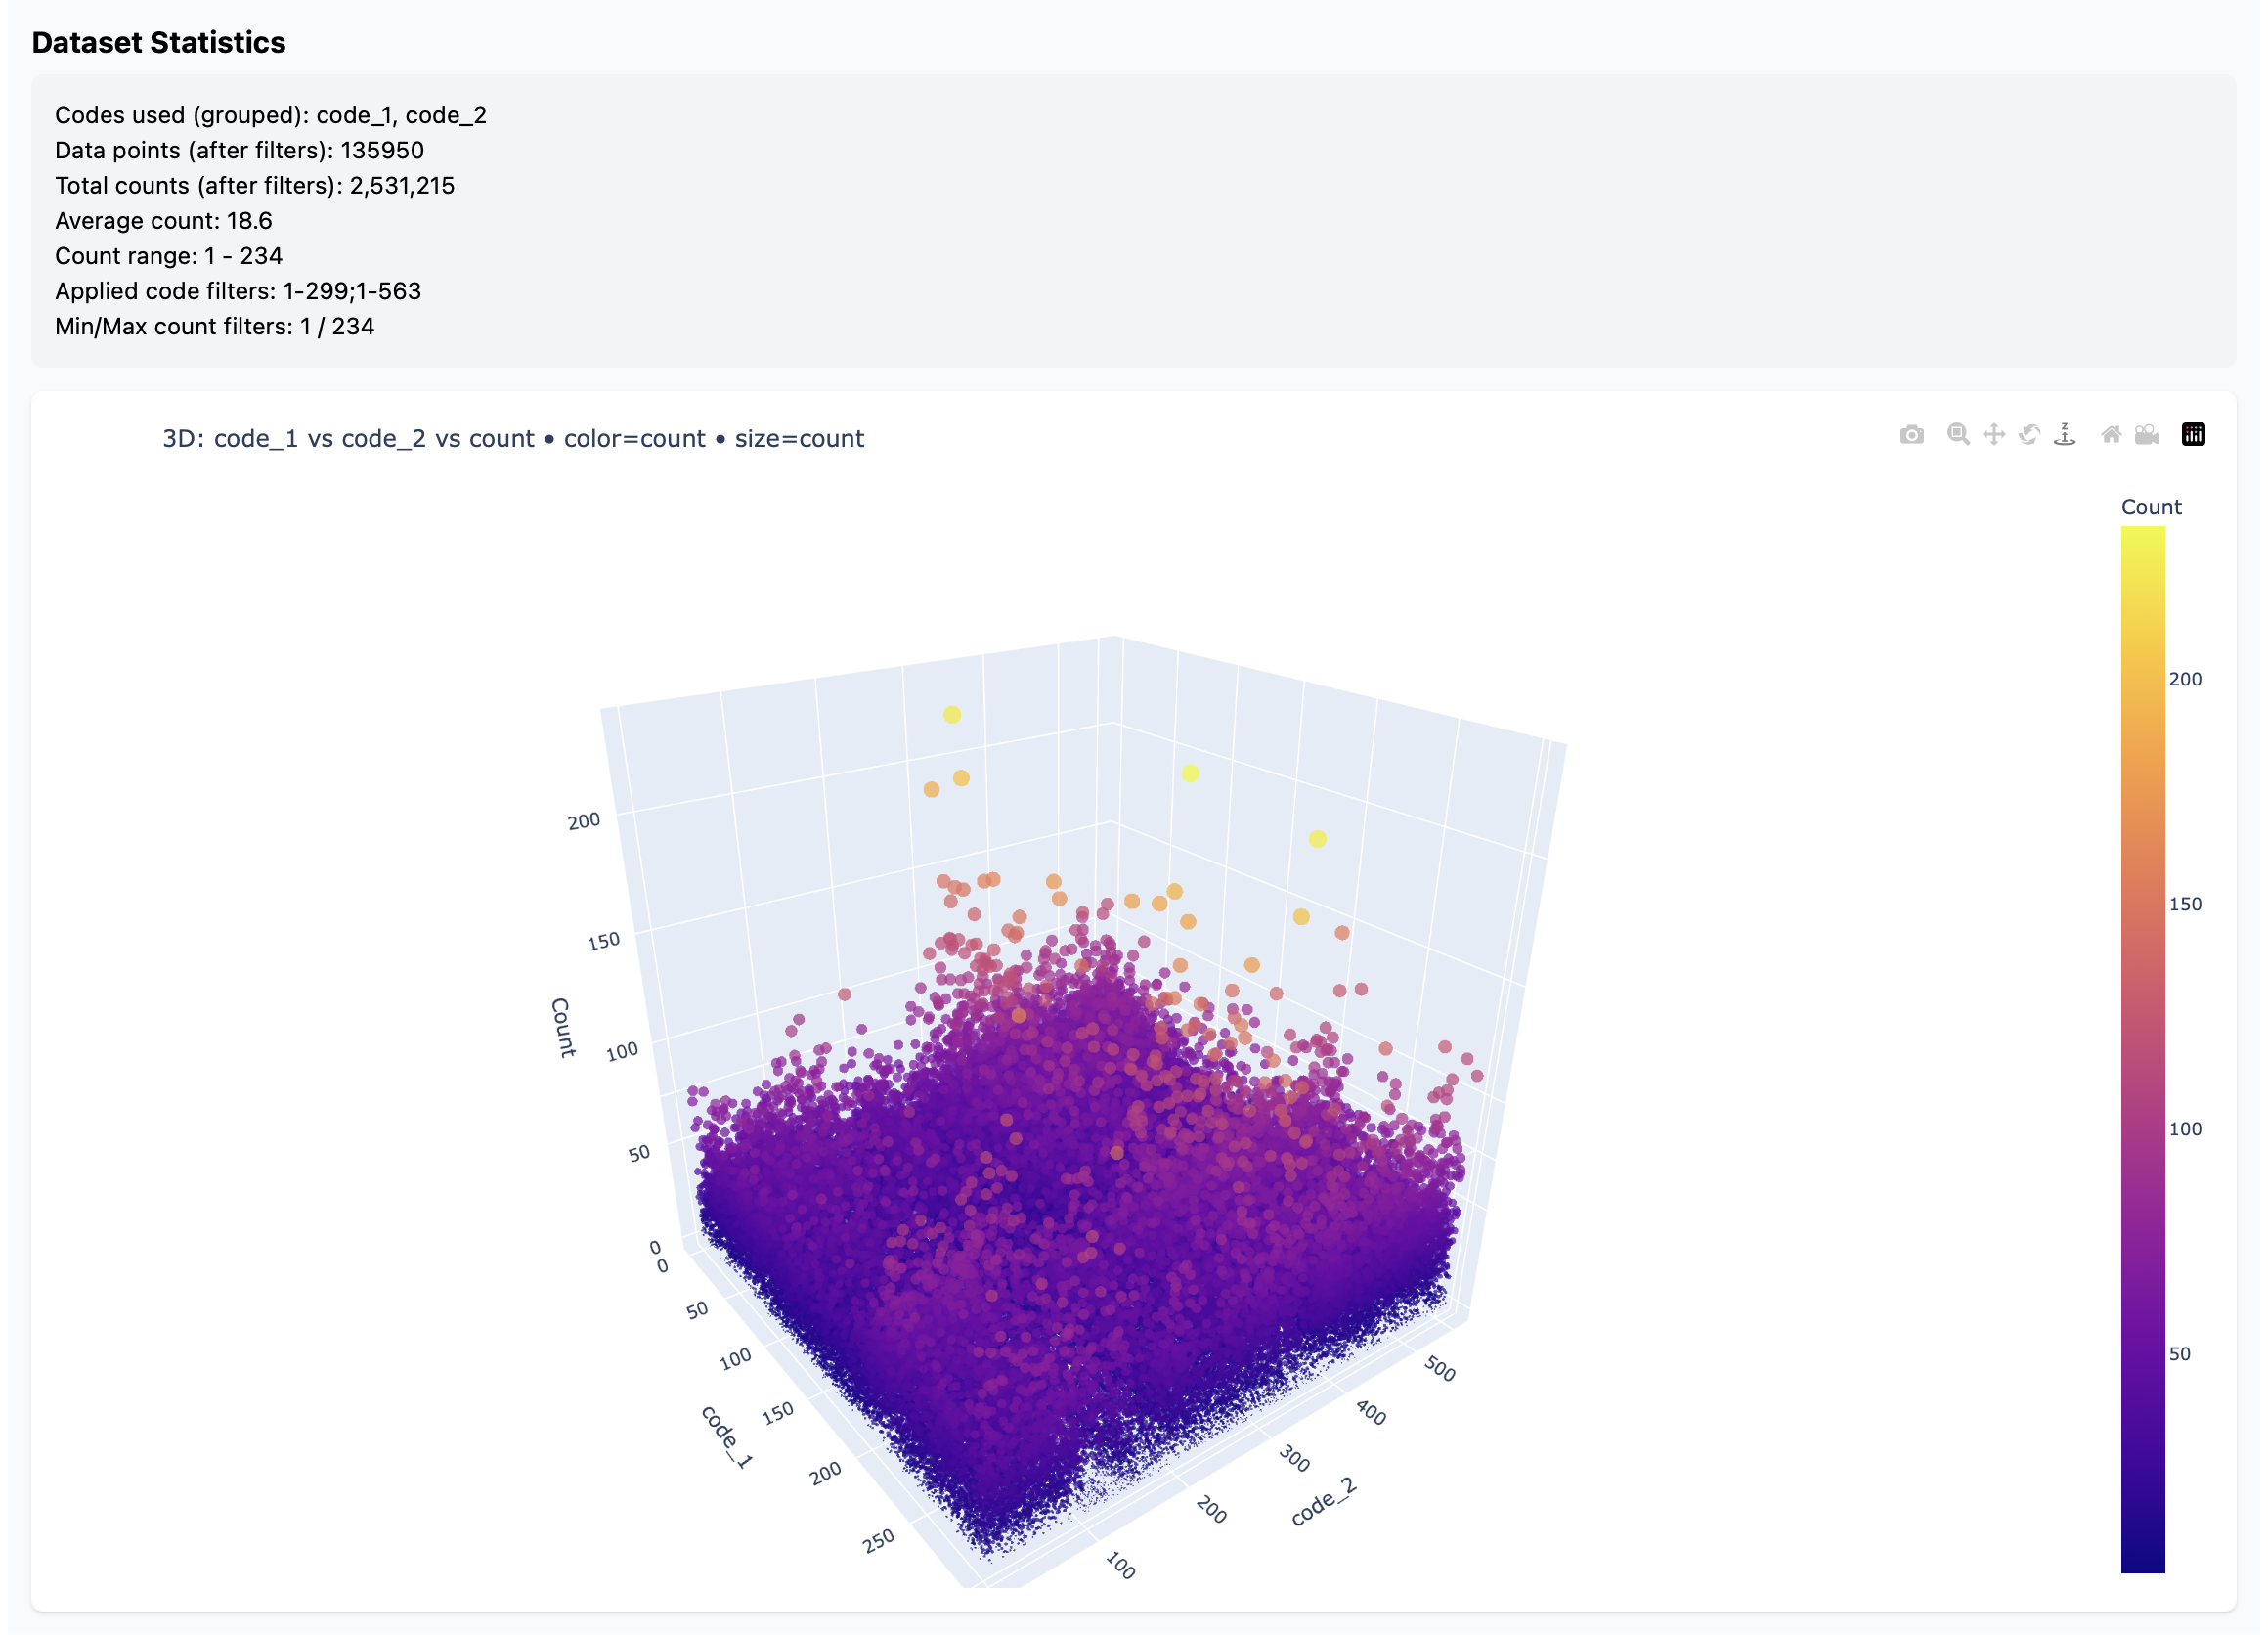 Dataset Statistics
Codes used (grouped): code_1, code_2
Data points (after filters): 135950
Total counts (after filters): 2,531,215
Average count: 18.6
Count range: 1 - 234
Applied code filters: 1-299;1-563
Min/Max count filters: 1 / 234
3D: code_1 vs code_2 vs count • color=count • size=count
Z
Count
200
150
100
50
200
150
100
50
0
Count
0
50
100
150
200
250
code_1
500
400
300
200
100
code_2